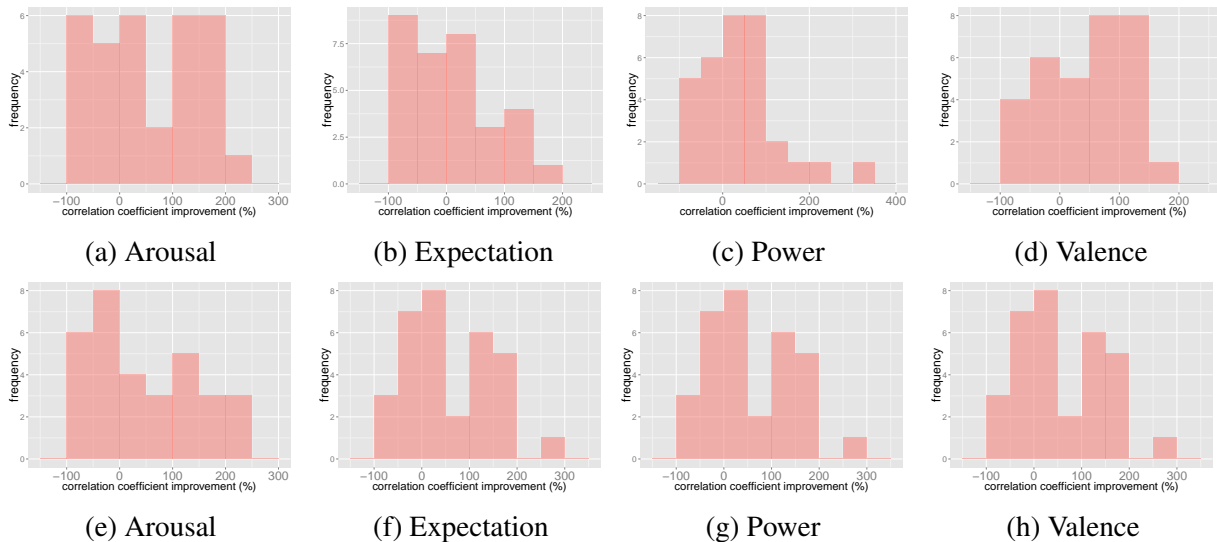 frequency
6
4
2
0
−100 0 100 200 300
correlation coefficient improvement (%)
(a) Arousal
frequency
7.5
5.0
2.5
0.0
−100 0 100 200
correlation coefficient improvement (%)
(b) Expectation
frequency
8
6
4
2
0
0 200 400
correlation coefficient improvement (%)
(c) Power
frequency
8
6
4
2
0
−100 0 100 200
correlation coefficient improvement (%)
(d) Valence
frequency
8
6
4
2
0
−100 0 100 200 300
correlation coefficient improvement (%)
(e) Arousal
frequency
8
6
4
2
0
−100 0 100 200 300
correlation coefficient improvement (%)
(f) Expectation
frequency
8
6
4
2
0
−100 0 100 200 300
correlation coefficient improvement (%)
(g) Power
frequency
8
6
4
2
0
−100 0 100 200 300
correlation coefficient improvement (%)
(h) Valence